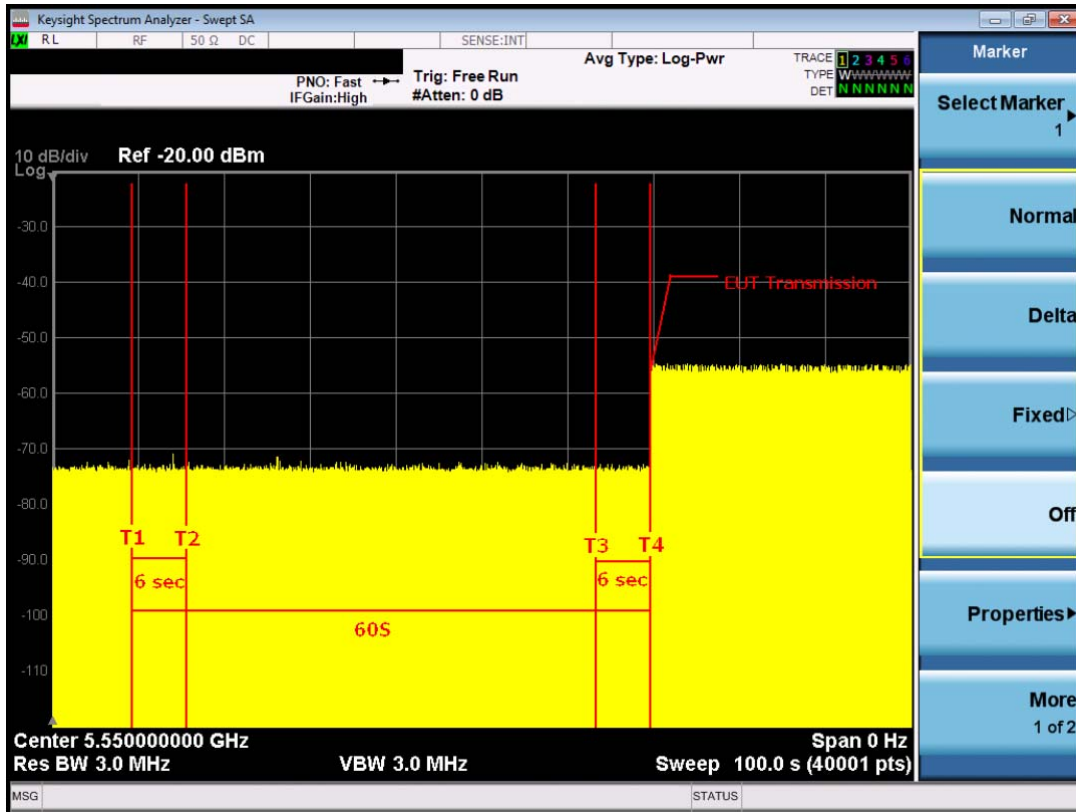 Keysight Spectrum Analyzer - Swept SA
LXI RL RF 50 Ω DC SENSE:INT
PNO: Fast
IFGain:High
Trig: Free Run
#Atten: 0 dB
Avg Type: Log-Pwr
TRACE 1 2 3 4 5 6
TYPE WWWWWW
DET N N N N N N
10 dB/div Ref -20.00 dBm
Log
-30.0
-40.0
EUT Transmission
-50.0
-60.0
-70.0
-80.0
T1 T2 T3 T4
-90.0
6 sec 6 sec
-100
60S
-110
Center 5.550000000 GHz Span 0 Hz
Res BW 3.0 MHz VBW 3.0 MHz Sweep 100.0 s (40001 pts)
MSG STATUS
Marker
Select Marker
1
Normal
Delta
Fixed
Off
Properties
More
1 of 2